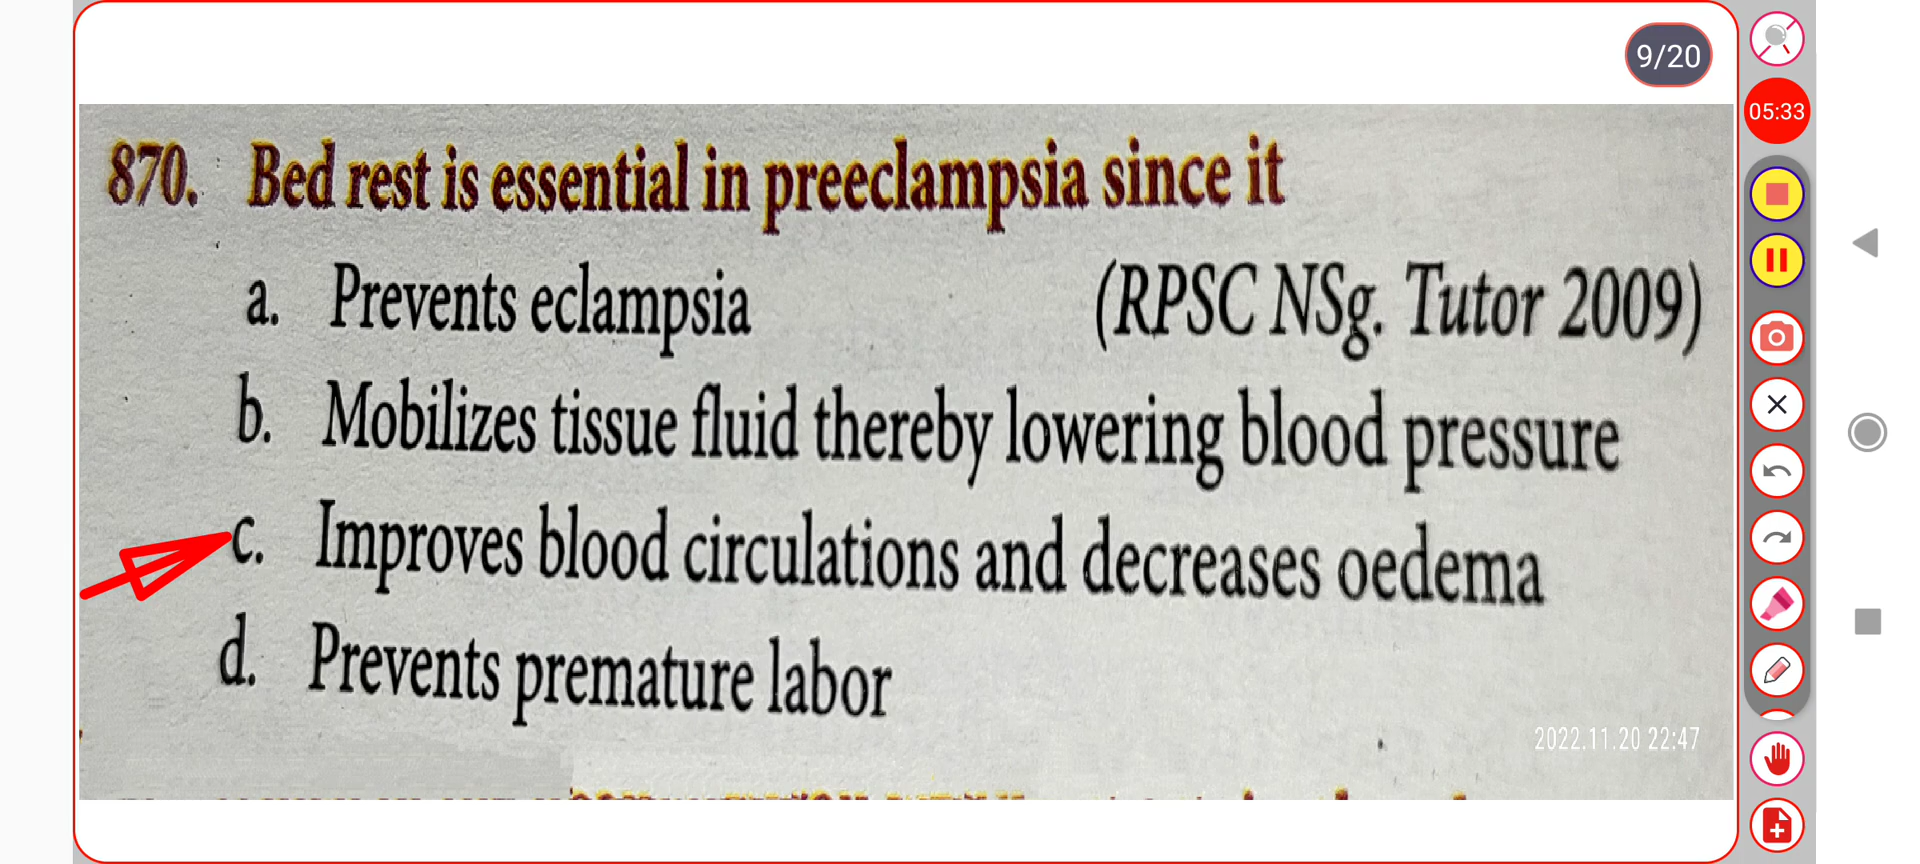 9/20
05:33
870. Bed rest is essential in preeclampsia since it
a. Prevents eclampsia (RPSC NSg. Tutor 2009)
b. Mobilizes tissue fluid thereby lowering blood pressure
c. Improves blood circulations and decreases oedema
d. Prevents premature labor
2022.11.20 22:47